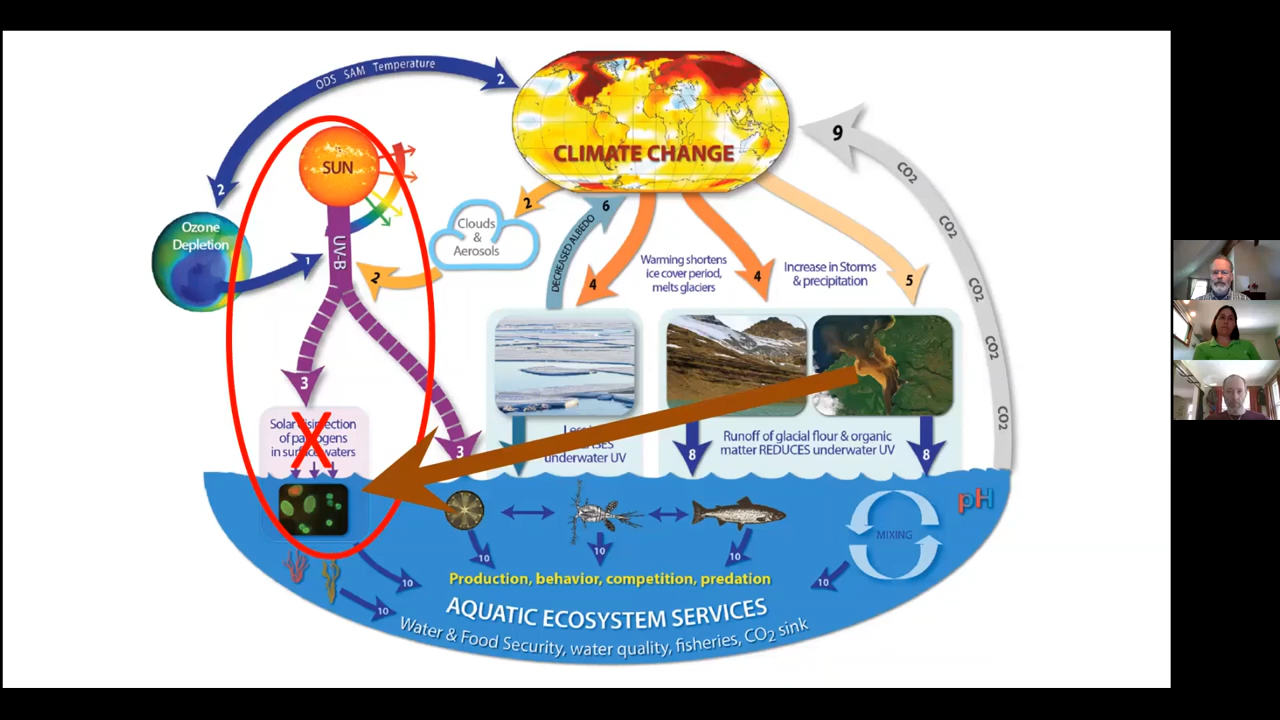 ODS SAM Temperature
2
2
CLIMATE CHANGE
9
CO2
CO2
CO2
CO2
CO2
SUN
Ozone
Depletion
1
UV-B
Clouds
&
Aerosols
2
2
DECREASED ALBEDO
6
4
Warming shortens
ice cover period,
melts glaciers
4
Increase in Storms
& precipitation
5
3
Solar
of
in
waters
X
3
underwater UV
8
Runoff of glacial flour & organic
matter REDUCES underwater UV
8
pH
MIXING
10
10
10
10
10
10
Production, behavior, competition, predation
AQUATIC ECOSYSTEM SERVICES
Water & Food Security, water quality, fisheries, CO2 sink